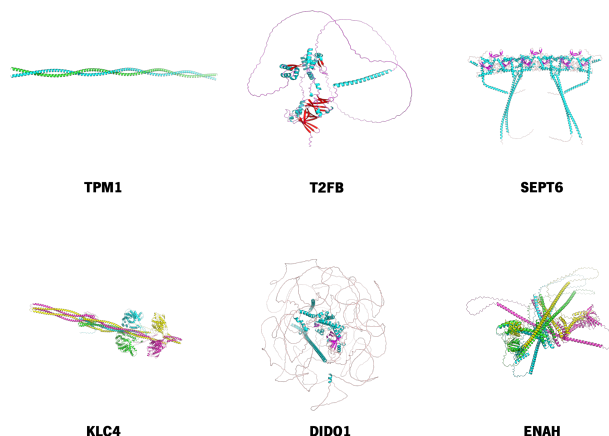 TPM1
T2FB
SEPT6
KLC4
DIDO1
ENAH